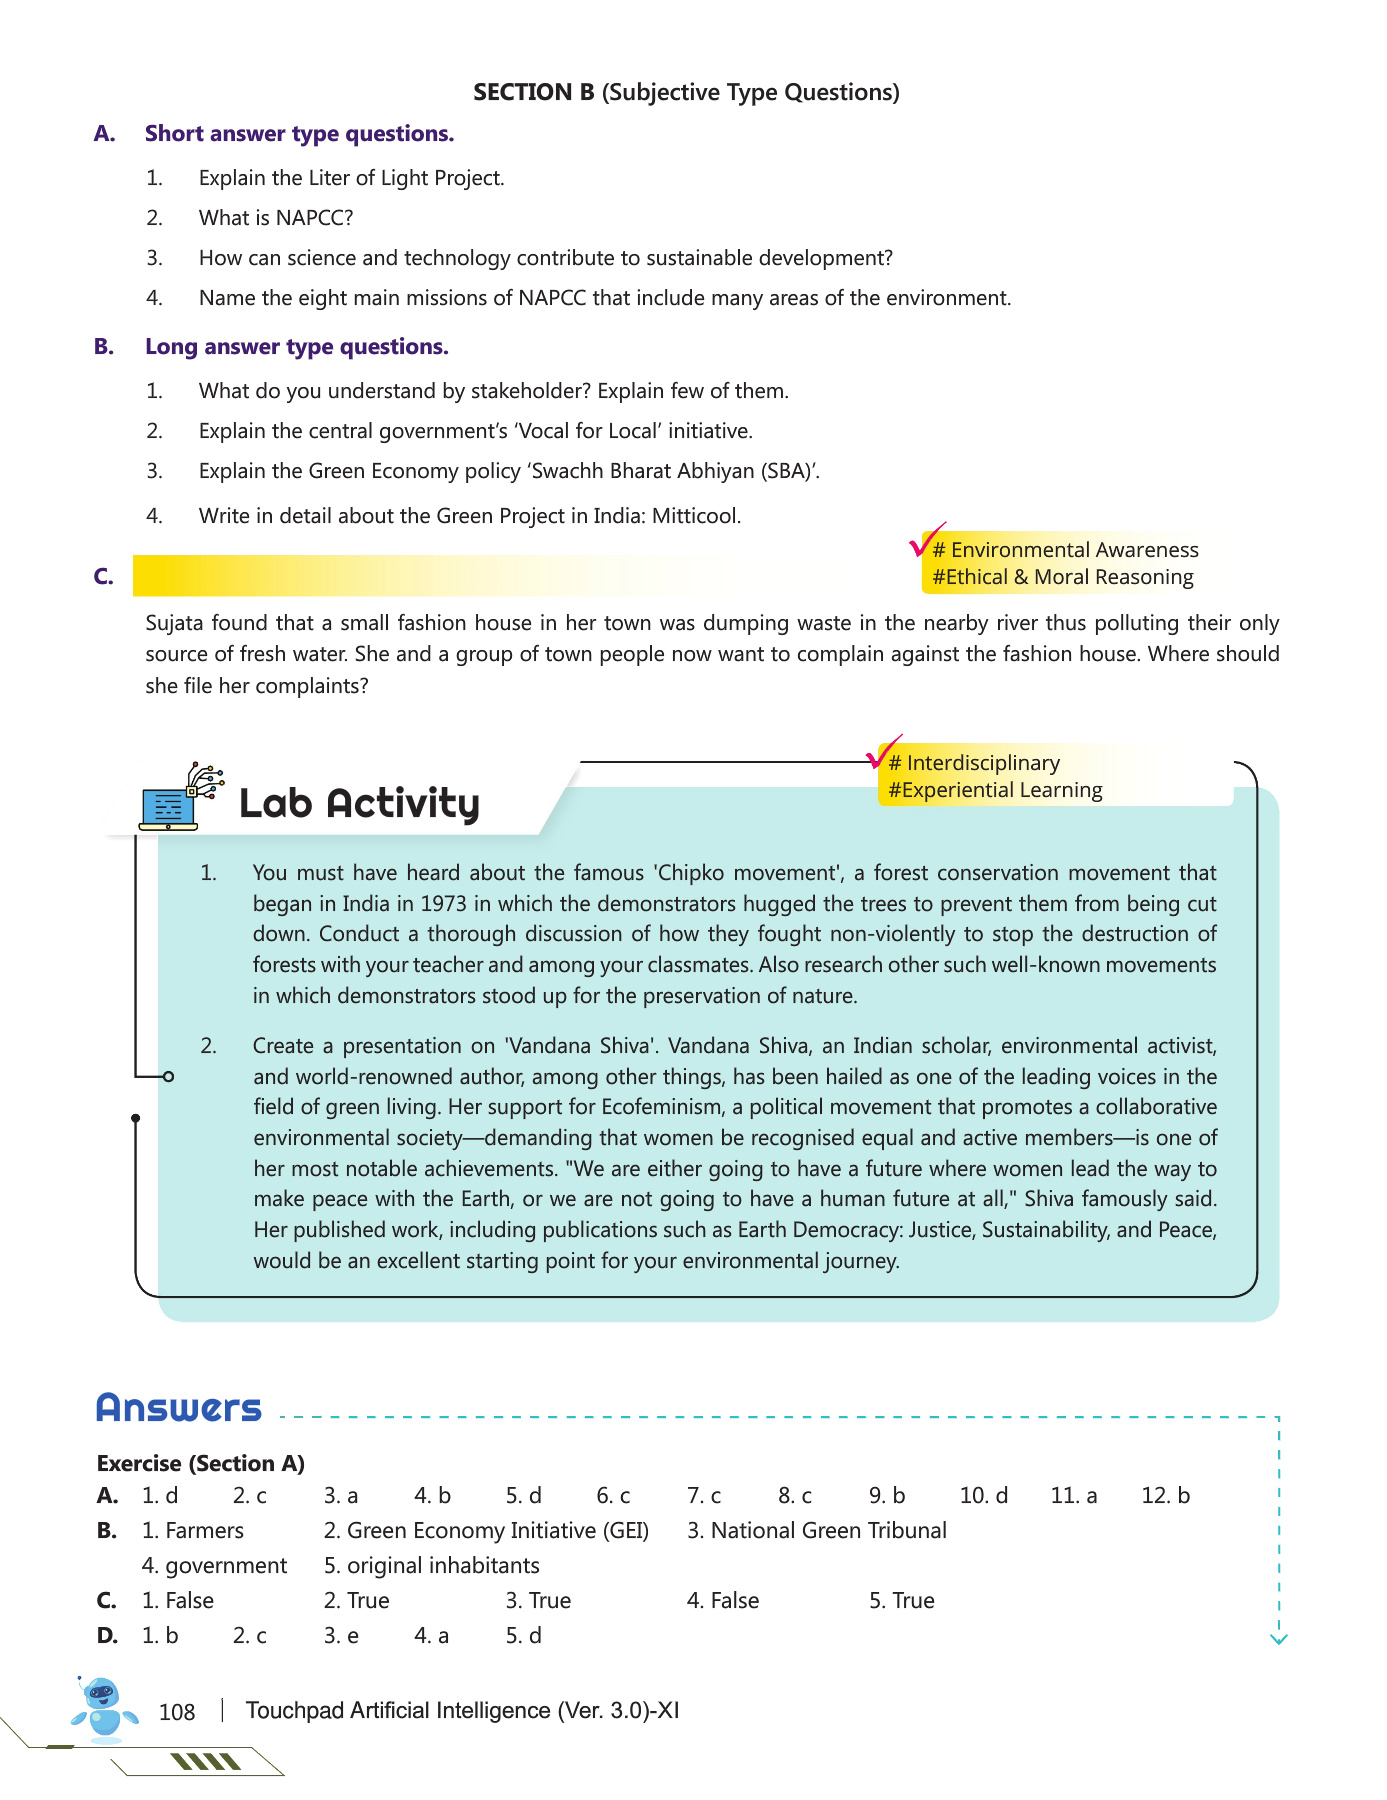 SECTION B (Subjective Type Questions)
A. Short answer type questions.
1. Explain the Liter of Light Project.
2. What is NAPCC?
3. How can science and technology contribute to sustainable development?
4. Name the eight main missions of NAPCC that include many areas of the environment.
B. Long answer type questions.
1. What do you understand by stakeholder? Explain few of them.
2. Explain the central government's ‘Vocal for Local’ initiative.
3. Explain the Green Economy policy ‘Swachh Bharat Abhiyan (SBA)’.
4. Write in detail about the Green Project in India: Mitticool.
# Environmental Awareness
#Ethical & Moral Reasoning
C.
Sujata found that a small fashion house in her town was dumping waste in the nearby river thus polluting their only
source of fresh water. She and a group of town people now want to complain against the fashion house. Where should
she file her complaints?
# Interdisciplinary
#Experiential Learning
Lab Activity
1. You must have heard about the famous 'Chipko movement', a forest conservation movement that
began in India in 1973 in which the demonstrators hugged the trees to prevent them from being cut
down. Conduct a thorough discussion of how they fought non-violently to stop the destruction of
forests with your teacher and among your classmates. Also research other such well-known movements
in which demonstrators stood up for the preservation of nature.
2. Create a presentation on 'Vandana Shiva'. Vandana Shiva, an Indian scholar, environmental activist,
and world-renowned author, among other things, has been hailed as one of the leading voices in the
field of green living. Her support for Ecofeminism, a political movement that promotes a collaborative
environmental society—demanding that women be recognised equal and active members—is one of
her most notable achievements. "We are either going to have a future where women lead the way to
make peace with the Earth, or we are not going to have a human future at all," Shiva famously said.
Her published work, including publications such as Earth Democracy: Justice, Sustainability, and Peace,
would be an excellent starting point for your environmental journey.
Answers
Exercise (Section A)
A. 1. d 2. c 3. a 4. b 5. d 6. c 7. c 8. c 9. b 10. d 11. a 12. b
B. 1. Farmers 2. Green Economy Initiative (GEI) 3. National Green Tribunal
4. government 5. original inhabitants
C. 1. False 2. True 3. True 4. False 5. True
D. 1. b 2. c 3. e 4. a 5. d
108 Touchpad Artificial Intelligence (Ver. 3.0)-XI